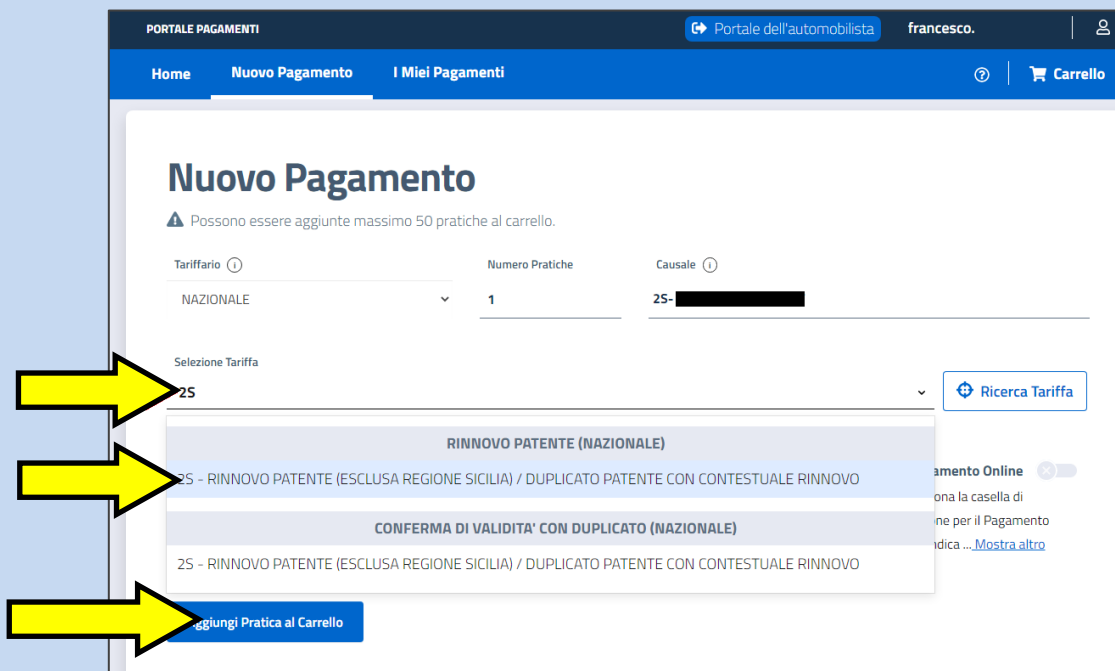 PORTALE PAGAMENTI
Portale dell'automobilista
francesco.
Home
Nuovo Pagamento
I Miei Pagamenti
Carrello
Nuovo Pagamento
Possono essere aggiunte massimo 50 pratiche al carrello.
Tariffario
Numero Pratiche
Causale
NAZIONALE
1
2S-
Selezione Tariffa
2S
Ricerca Tariffa
RINNOVO PATENTE (NAZIONALE)
2S - RINNOVO PATENTE (ESCLUSA REGIONE SICILIA) / DUPLICATO PATENTE CON CONTESTUALE RINNOVO
CONFERMA DI VALIDITA' CON DUPLICATO (NAZIONALE)
2S - RINNOVO PATENTE (ESCLUSA REGIONE SICILIA) / DUPLICATO PATENTE CON CONTESTUALE RINNOVO
amento Online
ona la casella di
ne per il Pagamento
ndica ... Mostra altro
ggiungi Pratica al Carrello